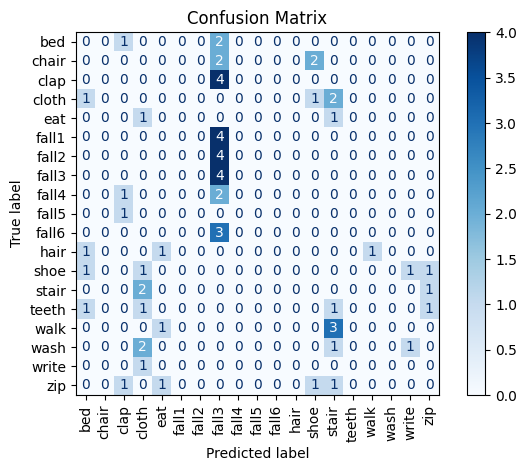 Confusion Matrix
True label
bed 0 0 1 0 0 0 0 2 0 0 0 0 0 0 0 0 0 0 0
chair 0 0 0 0 0 0 0 2 0 0 0 0 2 0 0 0 0 0 0
clap 0 0 0 0 0 0 0 4 0 0 0 0 0 0 0 0 0 0 0
cloth 1 0 0 0 0 0 0 0 0 0 0 0 1 2 0 0 0 0 0
eat 0 0 0 1 0 0 0 0 0 0 0 0 0 1 0 0 0 0 0
fall1 0 0 0 0 0 0 0 4 0 0 0 0 0 0 0 0 0 0 0
fall2 0 0 0 0 0 0 0 4 0 0 0 0 0 0 0 0 0 0 0
fall3 0 0 0 0 0 0 0 4 0 0 0 0 0 0 0 0 0 0 0
fall4 0 0 1 0 0 0 0 2 0 0 0 0 0 0 0 0 0 0 0
fall5 0 0 1 0 0 0 0 0 0 0 0 0 0 0 0 0 0 0 0
fall6 0 0 0 0 0 0 0 3 0 0 0 0 0 0 0 0 0 0 0
hair 1 0 0 0 1 0 0 0 0 0 0 0 0 0 0 1 0 0 0
shoe 1 0 0 1 0 0 0 0 0 0 0 0 0 0 0 0 0 1 1
stair 0 0 0 2 0 0 0 0 0 0 0 0 0 0 0 0 0 0 1
teeth 1 0 0 1 0 0 0 0 0 0 0 0 0 1 0 0 0 0 1
walk 0 0 0 0 1 0 0 0 0 0 0 0 0 3 0 0 0 0 0
wash 0 0 0 2 0 0 0 0 0 0 0 0 0 1 0 0 0 1 0
write 0 0 0 1 0 0 0 0 0 0 0 0 0 0 0 0 0 0 0
zip 0 0 1 0 1 0 0 0 0 0 0 0 1 1 0 0 0 0 0
bed chair clap cloth eat fall1 fall2 fall3 fall4 fall5 fall6 hair shoe stair teeth walk wash write zip
Predicted label
4.0
3.5
3.0
2.5
2.0
1.5
1.0
0.5
0.0